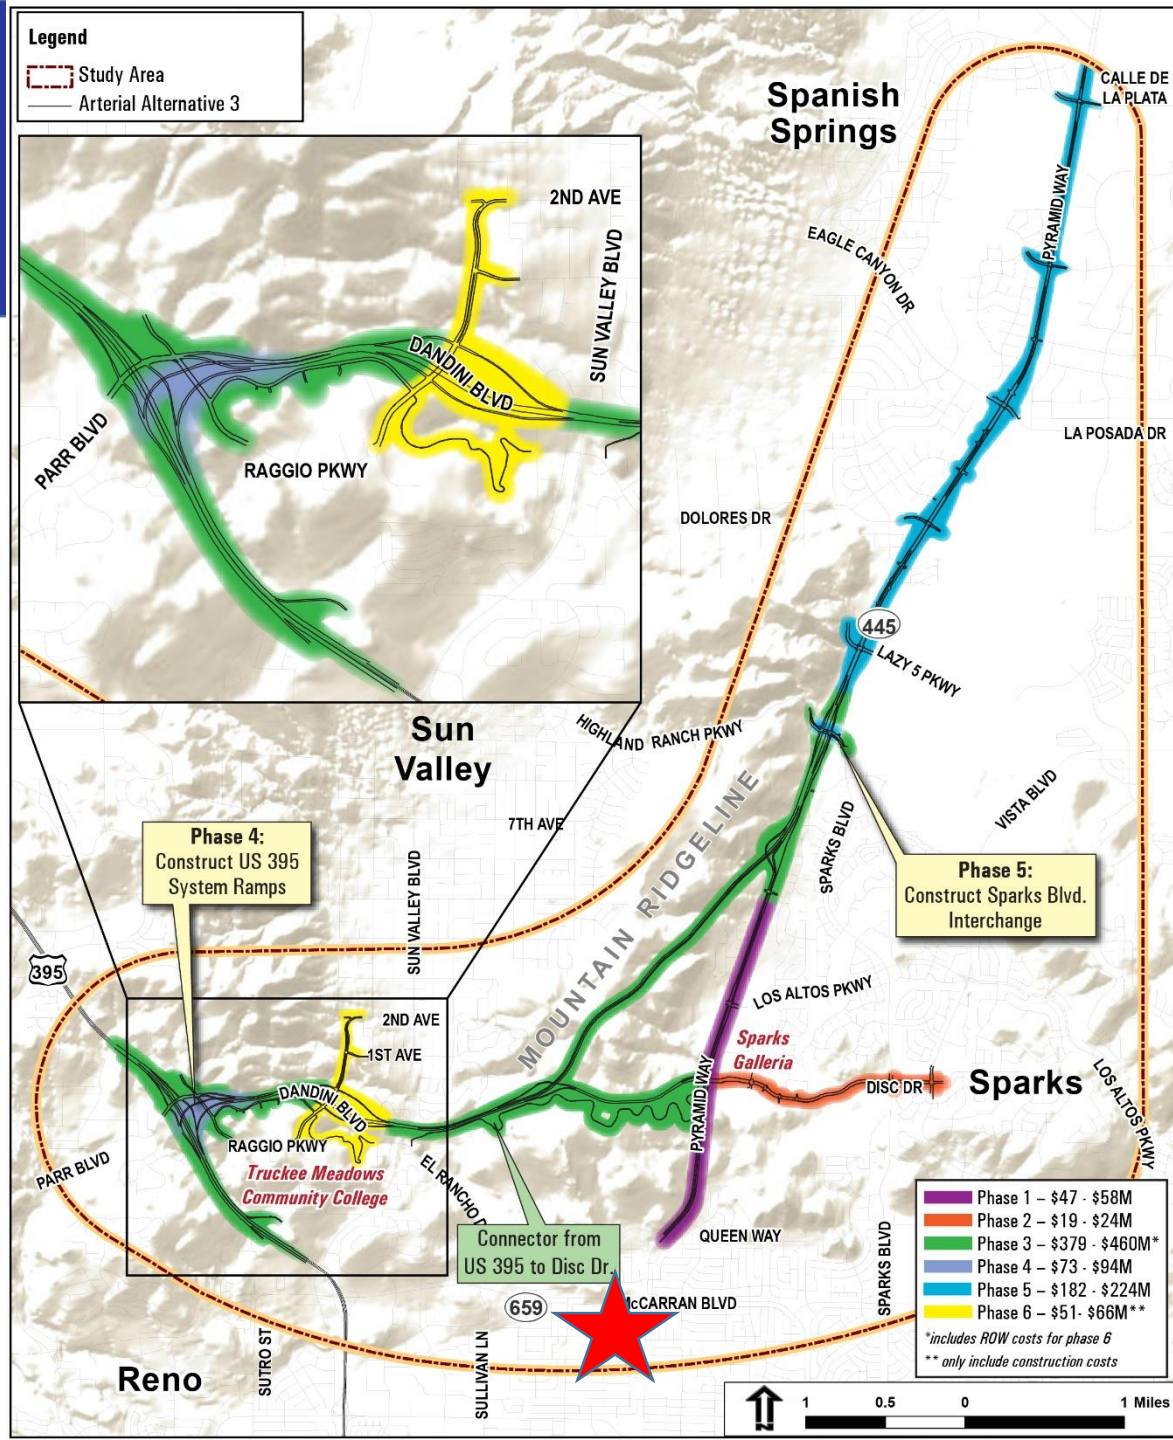 Legend
Study Area
Arterial Alternative 3
Spanish
Springs
CALLE DE
LA PLATA
PYRAMID WAY
EAGLE CANYON DR
LA POSADA DR
DOLORES DR
445
LAZY 5 PKWY
HIGHLAND RANCH PKWY
2ND AVE
SUN VALLEY BLVD
DANDINI BLVD
PARR BLVD
RAGGIO PKWY
Sun
Valley
7TH AVE
SUN VALLEY BLVD
MOUNTAIN RIDGELINE
SPARKS BLVD
VISTA BLVD
Phase 4:
Construct US 395
System Ramps
Phase 5:
Construct Sparks Blvd.
Interchange
395
LOS ALTOS PKWY
Sparks
Galleria
2ND AVE
1ST AVE
DANDINI BLVD
RAGGIO PKWY
Truckee Meadows
Community College
PARR BLVD
EL RANCHO
PYRAMID WAY
DISC DR
Sparks
LOS ALTOS PKWY
Connector from
US 395 to Disc Dr.
QUEEN WAY
659
McCARRAN BLVD
SPARKS BLVD
SULLIVAN LN
SUTRO ST
Reno
Phase 1 – $47 - $58M
Phase 2 – $19 - $24M
Phase 3 – $379 - $460M*
Phase 4 – $73 - $94M
Phase 5 – $182 - $224M
Phase 6 – $51- $66M**
*includes ROW costs for phase 6
** only include construction costs
N
1 0.5 0 1 Miles